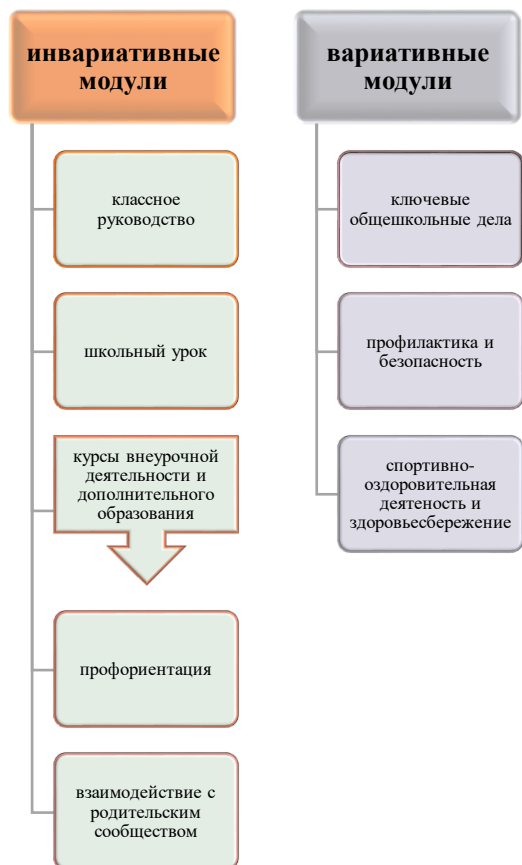 инвариативные
модули
классное
руководство
школьный урок
курсы внеурочной
деятельности и
дополнительного
образования
профориентация
взаимодействие с
родительским
сообществом
вариативные
модули
ключевые
общешкольные дела
профилактика и
безопасность
спортивно-
оздоровительная
деятеность и
здоровьесбережение